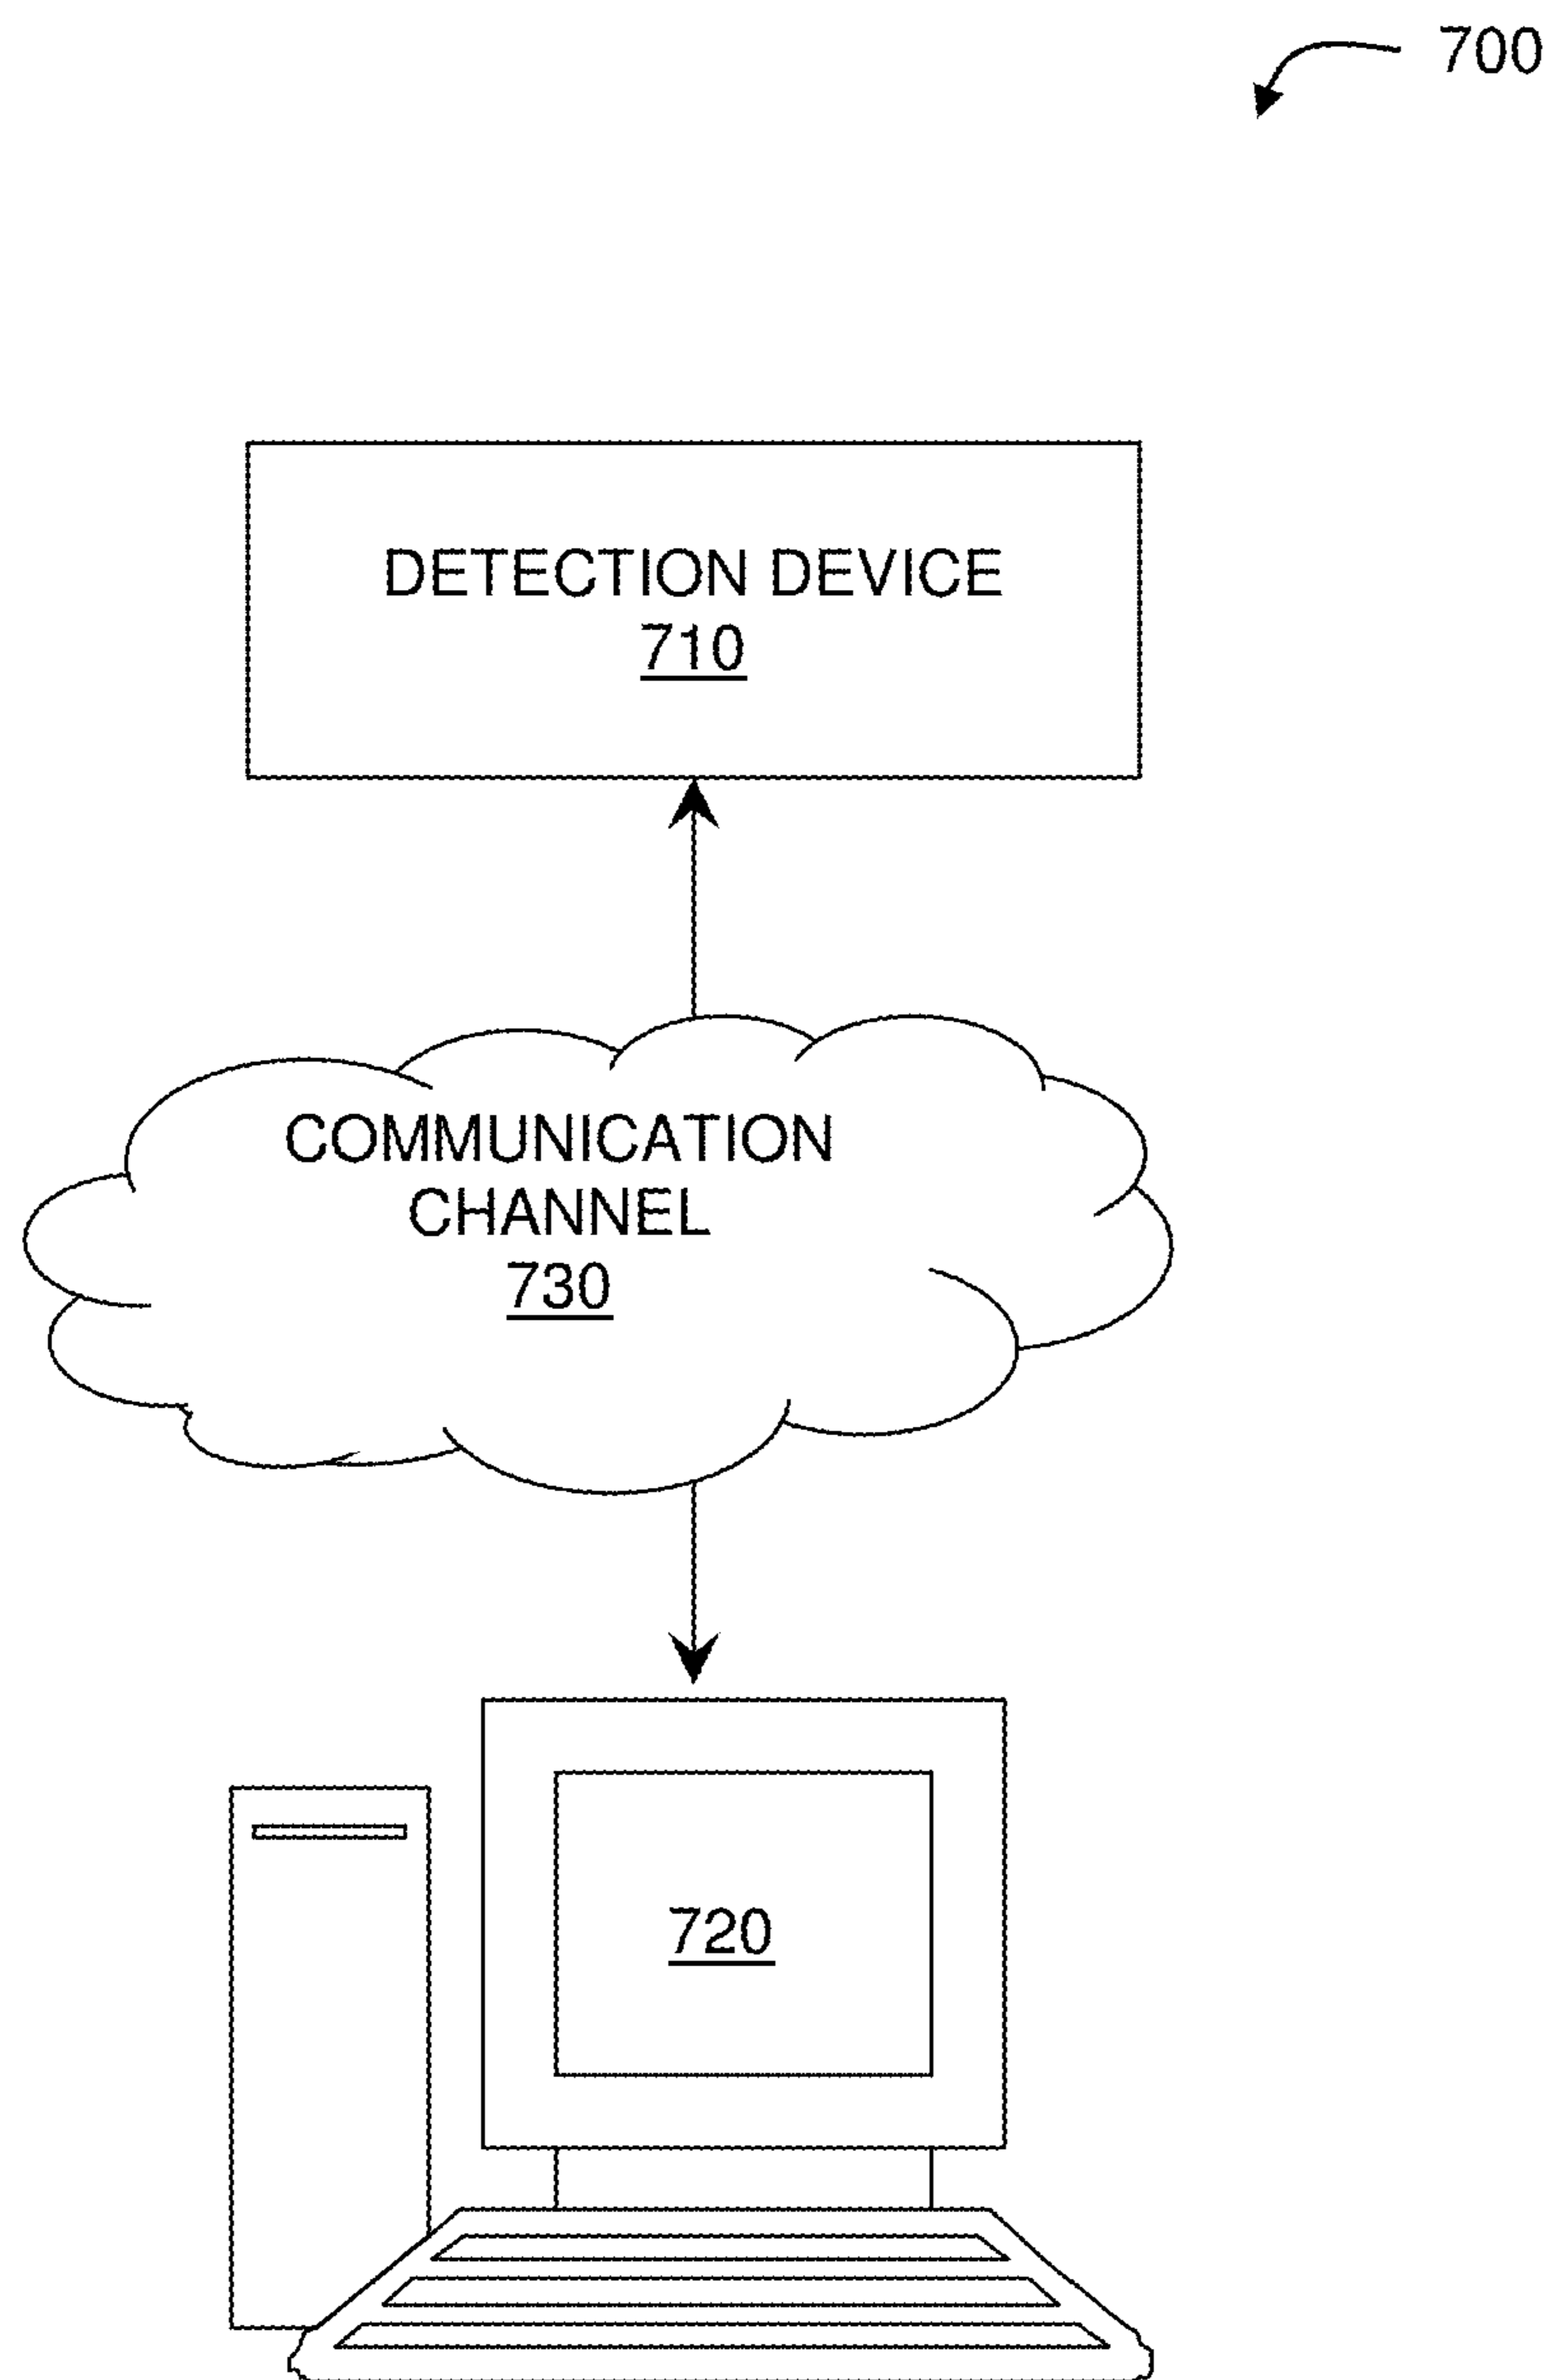 700
DETECTION DEVICE
710
COMMUNICATION
CHANNEL
730
720